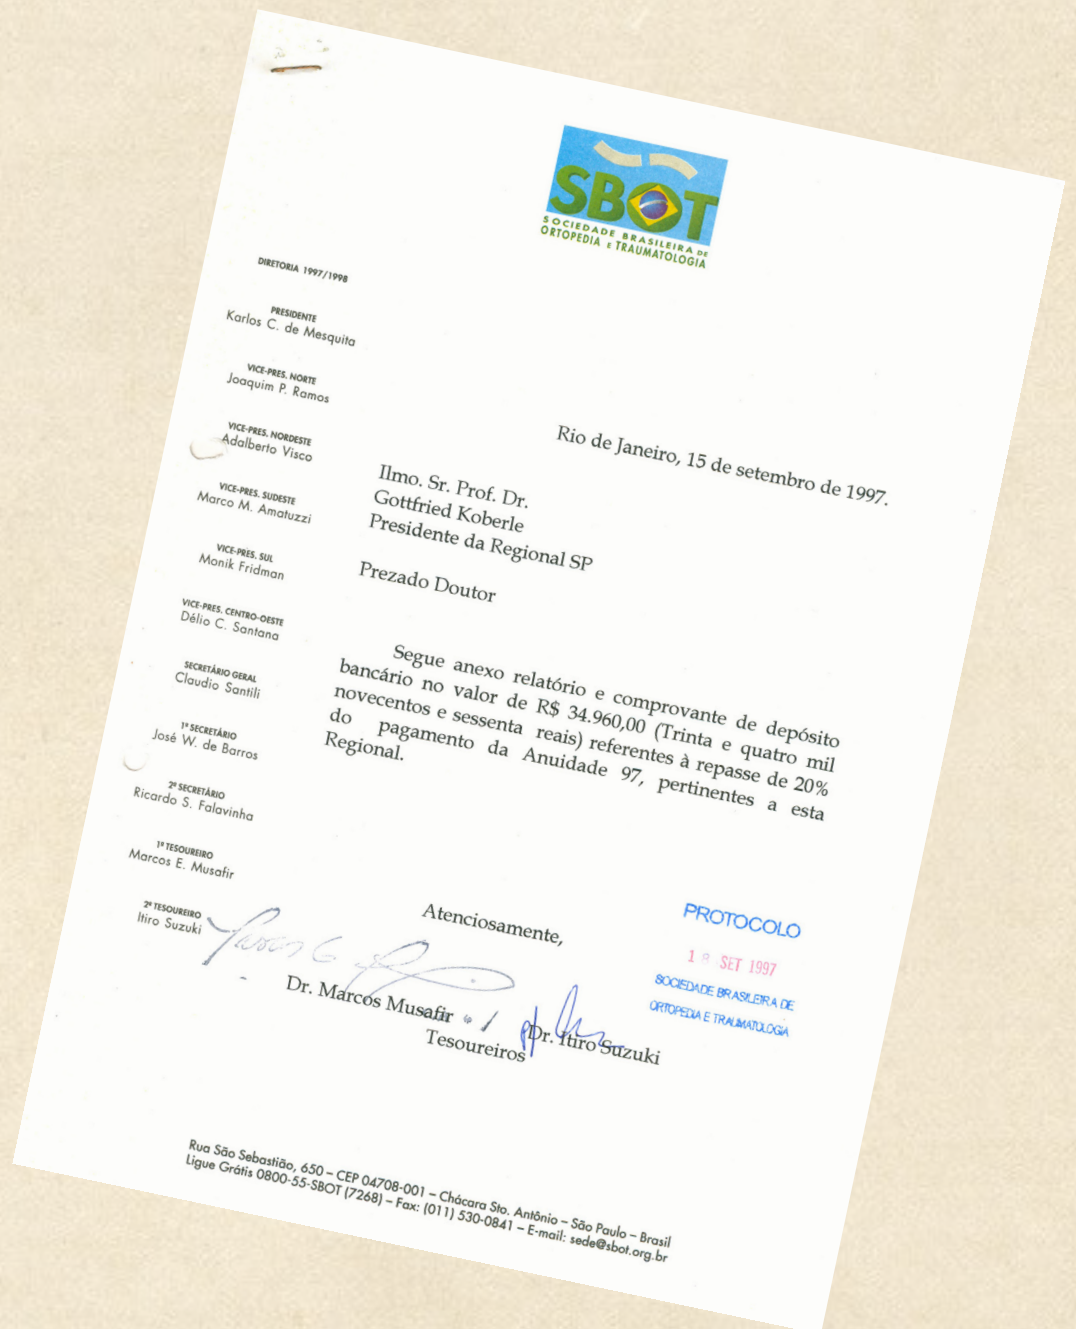 SBOT
SOCIEDADE BRASILEIRA DE
ORTOPEDIA E TRAUMATOLOGIA
DIRETORIA 1997/1998
PRESIDENTE
Karlos C. de Mesquita
VICE-PRES. NORTE
Joaquim P. Ramos
VICE-PRES. NORDESTE
Adalberto Visco
VICE-PRES. SUDESTE
Marco M. Amatuzzi
VICE-PRES. SUL
Monik Fridman
VICE-PRES. CENTRO-OESTE
Délio C. Santana
SECRETÁRIO GERAL
Claudio Santili
1º SECRETÁRIO
José W. de Barros
2º SECRETÁRIO
Ricardo S. Falavinha
1º TESOUREIRO
Marcos E. Musafir
2º TESOUREIRO
Itiro Suzuki
Rio de Janeiro, 15 de setembro de 1997.
Ilmo. Sr. Prof. Dr.
Gottfried Koberle
Presidente da Regional SP
Prezado Doutor
Segue anexo relatório e comprovante de depósito
bancário no valor de R$ 34.960,00 (Trinta e quatro mil
novecentos e sessenta reais) referentes à repasse de 20%
do pagamento da Anuidade 97, pertinentes a esta
Regional.
Atenciosamente,
Dr. Marcos Musafir
Dr. Itiro Suzuki
Tesoureiros
PROTOCOLO
18 SET 1997
SOCIEDADE BRASILEIRA DE
ORTOPEDIA E TRAUMATOLOGIA
Rua São Sebastião, 650 – CEP 04708-001 – Chácara Sto. Antônio – São Paulo – Brasil
Ligue Grátis 0800-55-SBOT (7268) – Fax: (011) 530-0841 – E-mail: sede@sbot.org.br